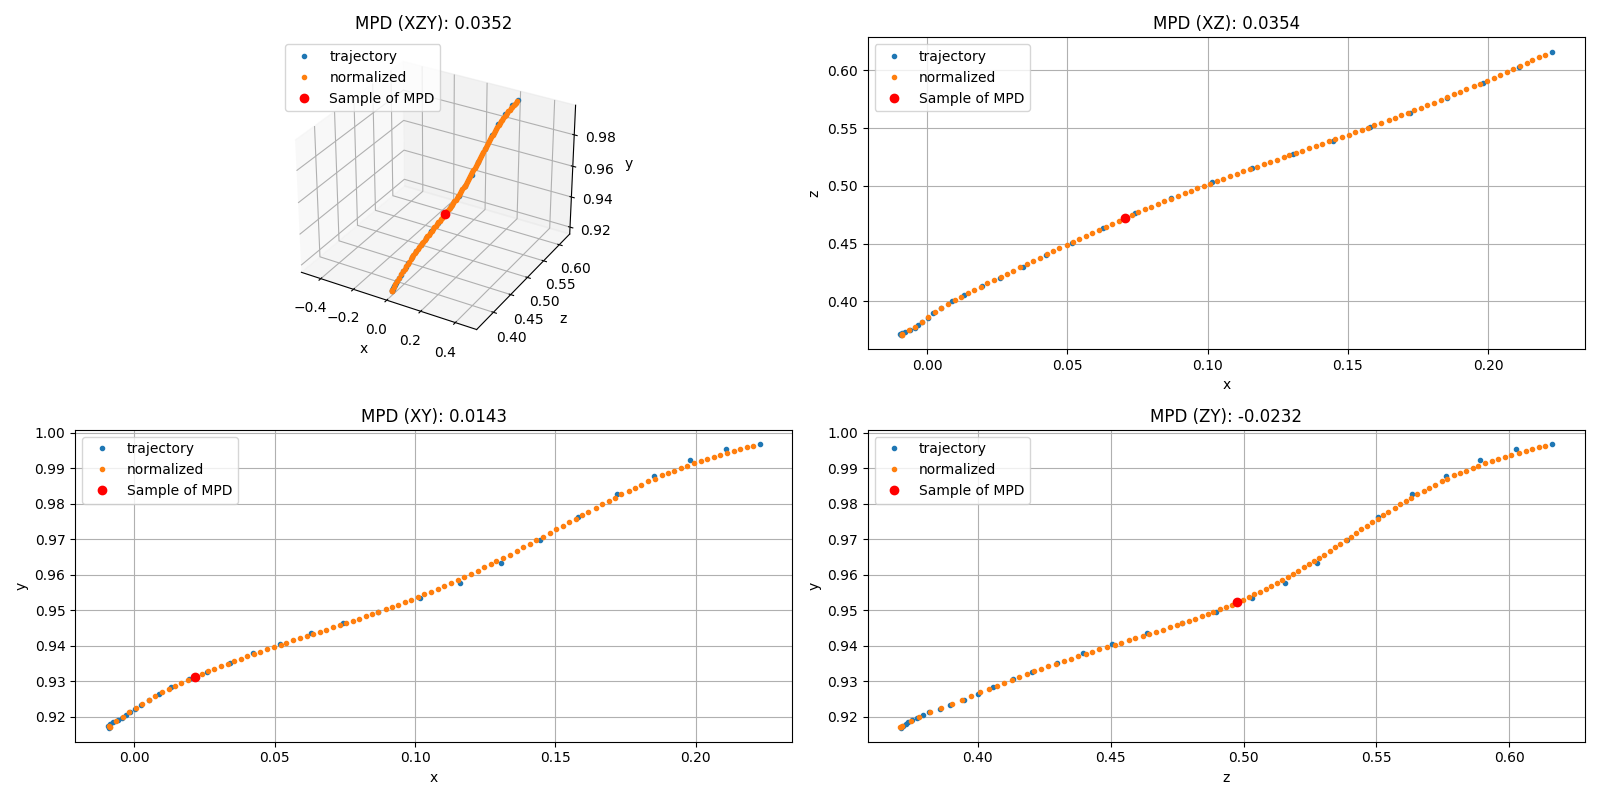 MPD (XZY): 0.0352
trajectory
normalized
Sample of MPD
0.98
0.96
0.94
0.92
y
0.60
0.55
0.50
0.45
0.40
z
−0.4
−0.2
0.0
0.2
0.4
x
MPD (XZ): 0.0354
trajectory
normalized
Sample of MPD
0.60
0.55
0.50
0.45
0.40
z
0.00 0.05 0.10 0.15 0.20
x
MPD (XY): 0.0143
trajectory
normalized
Sample of MPD
1.00
0.99
0.98
0.97
0.96
0.95
0.94
0.93
0.92
y
0.00 0.05 0.10 0.15 0.20
x
MPD (ZY): -0.0232
trajectory
normalized
Sample of MPD
1.00
0.99
0.98
0.97
0.96
0.95
0.94
0.93
0.92
y
0.40 0.45 0.50 0.55 0.60
z